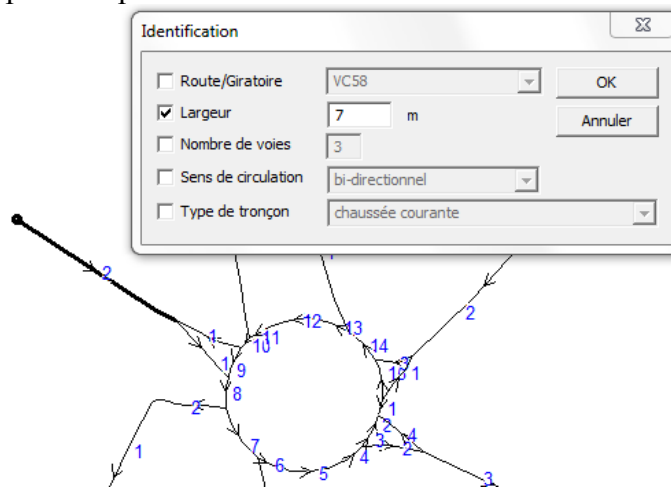 Identification
Route/Giratoire VC58 OK
Largeur 7 m Annuler
Nombre de voies 3
Sens de circulation bi-directionnel
Type de tronçon chaussée courante
2
2
1 11 12 13
10 14
1 9 1
8
2 1
7 2
1 6 5 4 3 2 4
3